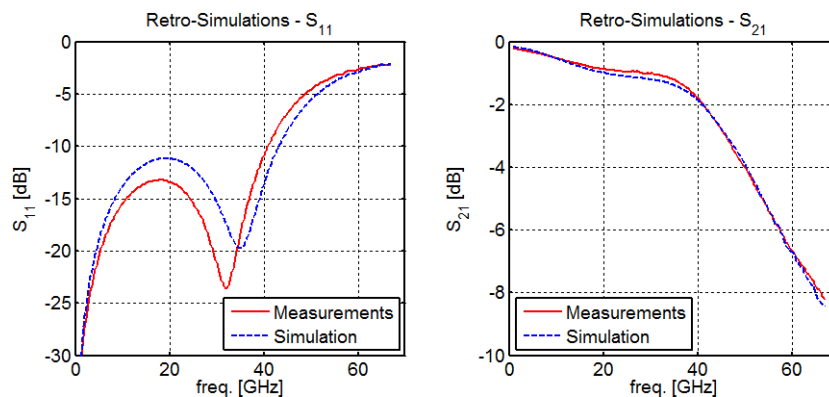 Retro-Simulations - S11
0
-5
-10
-15
-20
-25
-30
S11 [dB]
0
20
40
60
freq. [GHz]
Measurements
Simulation
Retro-Simulations - S21
0
-2
-4
-6
-8
-10
S21 [dB]
0
20
40
60
freq. [GHz]
Measurements
Simulation